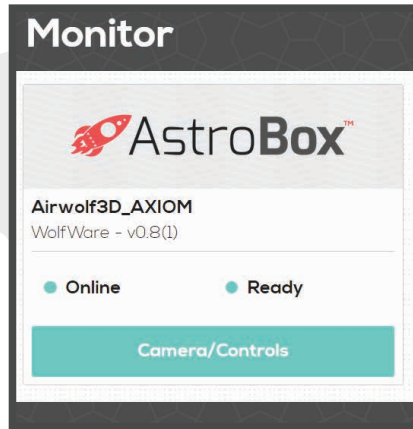 Monitor
AstroBox™
Airwolf3D_AXIOM
WolfWare - v0.8(1)
Online
Ready
Camera/Controls